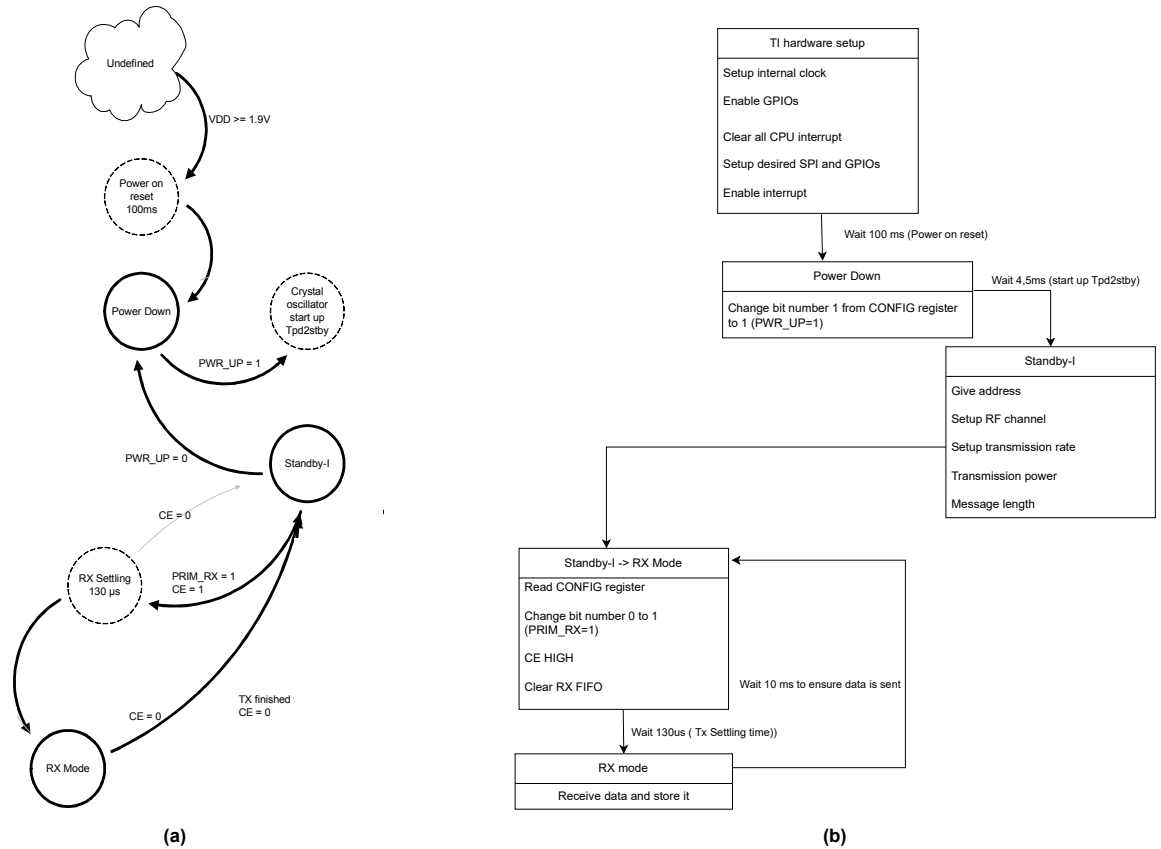 Undefined
VDD >= 1.9V
Power on
reset
100ms
Power Down
Crystal
oscillator
start up
Tpd2stby
PWR_UP = 1
PWR_UP = 0
Standby-I
CE = 0
RX Settling
130 µs
PRIM_RX = 1
CE = 1
TX finished
CE = 0
CE = 0
RX Mode
(a)
TI hardware setup
Setup internal clock
Enable GPIOs
Clear all CPU interrupt
Setup desired SPI and GPIOs
Enable interrupt
Wait 100 ms (Power on reset)
Power Down
Change bit number 1 from CONFIG register
to 1 (PWR_UP=1)
Wait 4,5ms (start up Tpd2stby)
Standby-I
Give address
Setup RF channel
Setup transmission rate
Transmission power
Message length
Standby-I -> RX Mode
Read CONFIG register
Change bit number 0 to 1
(PRIM_RX=1)
CE HIGH
Clear RX FIFO
Wait 10 ms to ensure data is sent
Wait 130us ( Tx Settling time))
RX mode
Receive data and store it
(b)